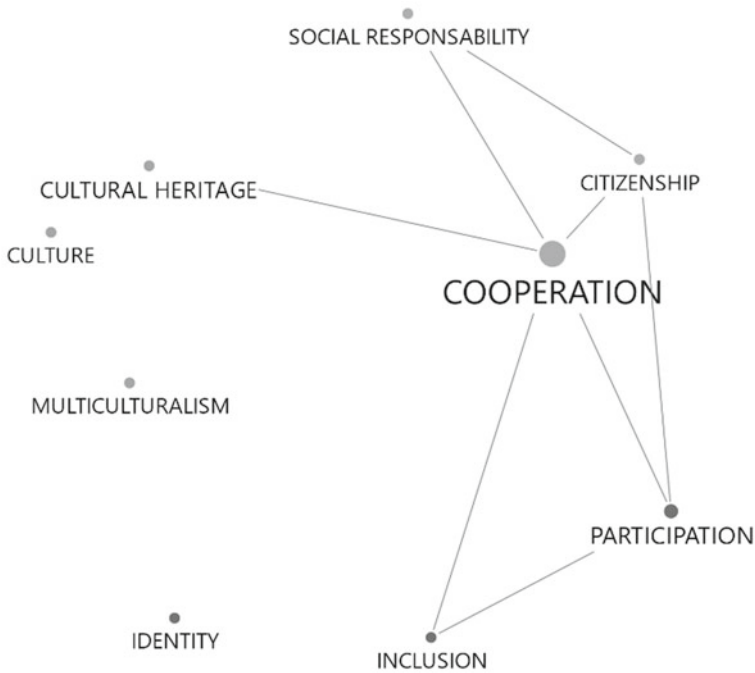 SOCIAL RESPONSABILITY
CITIZENSHIP
CULTURAL HERITAGE
CULTURE
COOPERATION
MULTICULTURALISM
PARTICIPATION
IDENTITY
INCLUSION